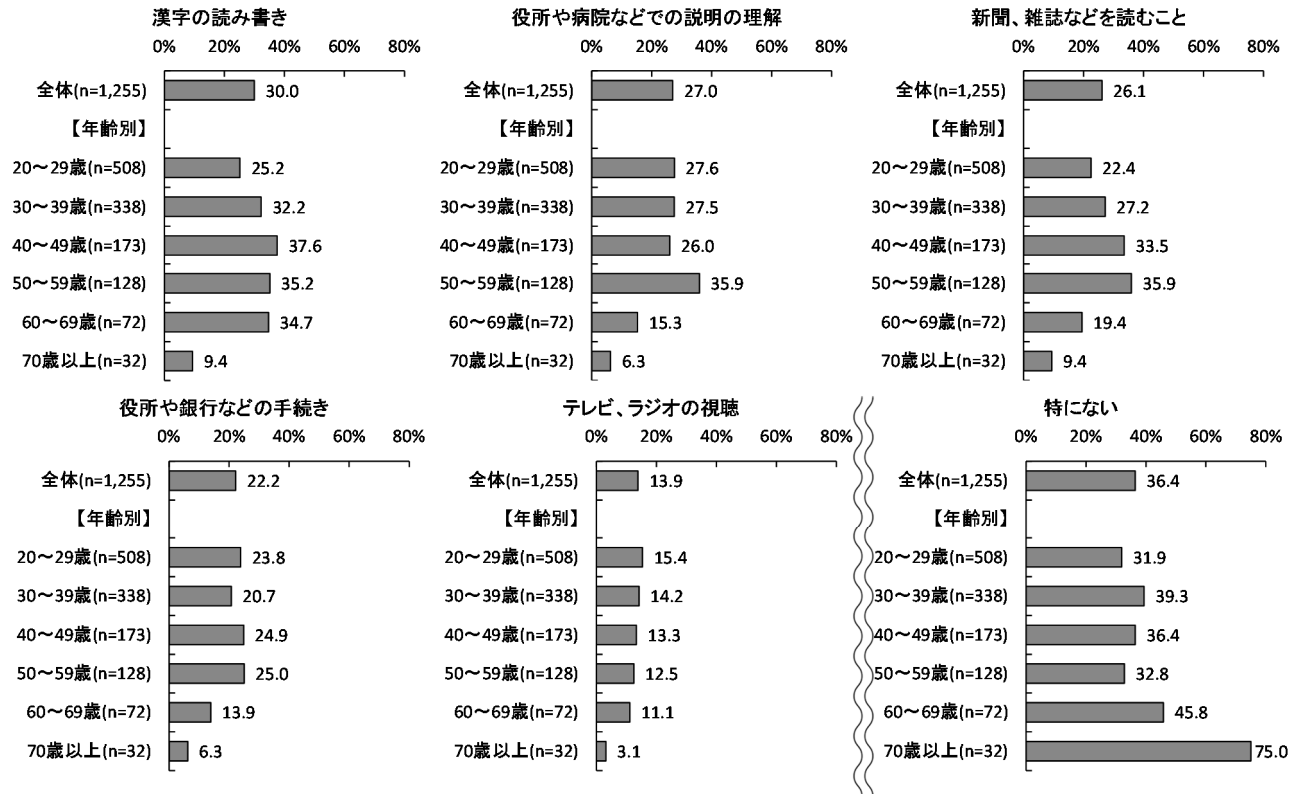 漢字の読み書き
0% 20% 40% 60% 80%
全体(n=1,255) 30.0
【年齢別】
20～29歳(n=508) 25.2
30～39歳(n=338) 32.2
40～49歳(n=173) 37.6
50～59歳(n=128) 35.2
60～69歳(n=72) 34.7
70歳以上(n=32) 9.4
役所や病院などでの説明の理解
0% 20% 40% 60% 80%
全体(n=1,255) 27.0
【年齢別】
20～29歳(n=508) 27.6
30～39歳(n=338) 27.5
40～49歳(n=173) 26.0
50～59歳(n=128) 35.9
60～69歳(n=72) 15.3
70歳以上(n=32) 6.3
新聞、雑誌などを読むこと
0% 20% 40% 60% 80%
全体(n=1,255) 26.1
【年齢別】
20～29歳(n=508) 22.4
30～39歳(n=338) 27.2
40～49歳(n=173) 33.5
50～59歳(n=128) 35.9
60～69歳(n=72) 19.4
70歳以上(n=32) 9.4
役所や銀行などの手続き
0% 20% 40% 60% 80%
全体(n=1,255) 22.2
【年齢別】
20～29歳(n=508) 23.8
30～39歳(n=338) 20.7
40～49歳(n=173) 24.9
50～59歳(n=128) 25.0
60～69歳(n=72) 13.9
70歳以上(n=32) 6.3
テレビ、ラジオの視聴
0% 20% 40% 60% 80%
全体(n=1,255) 13.9
【年齢別】
20～29歳(n=508) 15.4
30～39歳(n=338) 14.2
40～49歳(n=173) 13.3
50～59歳(n=128) 12.5
60～69歳(n=72) 11.1
70歳以上(n=32) 3.1
特にない
0% 20% 40% 60% 80%
全体(n=1,255) 36.4
【年齢別】
20～29歳(n=508) 31.9
30～39歳(n=338) 39.3
40～49歳(n=173) 36.4
50～59歳(n=128) 32.8
60～69歳(n=72) 45.8
70歳以上(n=32) 75.0